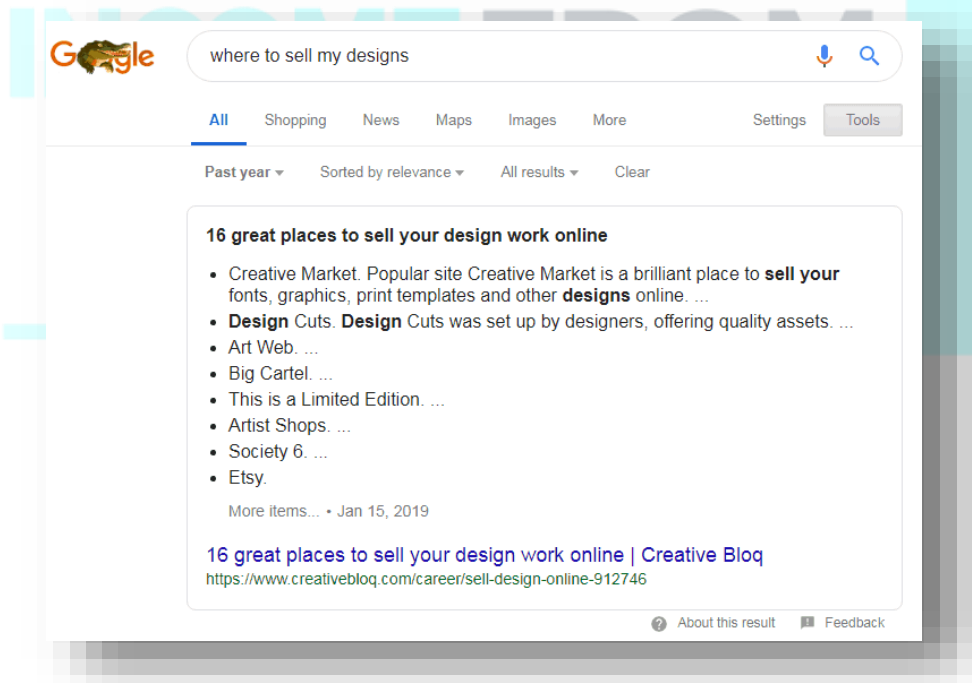 INCOME FROM
Google
where to sell my designs
All Shopping News Maps Images More Settings Tools
Past year Sorted by relevance All results Clear
16 great places to sell your design work online
• Creative Market. Popular site Creative Market is a brilliant place to sell your
fonts, graphics, print templates and other designs online. ...
• Design Cuts. Design Cuts was set up by designers, offering quality assets. ...
• Art Web. ...
• Big Cartel. ...
• This is a Limited Edition. ...
• Artist Shops. ...
• Society 6. ...
• Etsy.
More items... • Jan 15, 2019
16 great places to sell your design work online | Creative Bloq
https://www.creativebloq.com/career/sell-design-online-912746
About this result Feedback